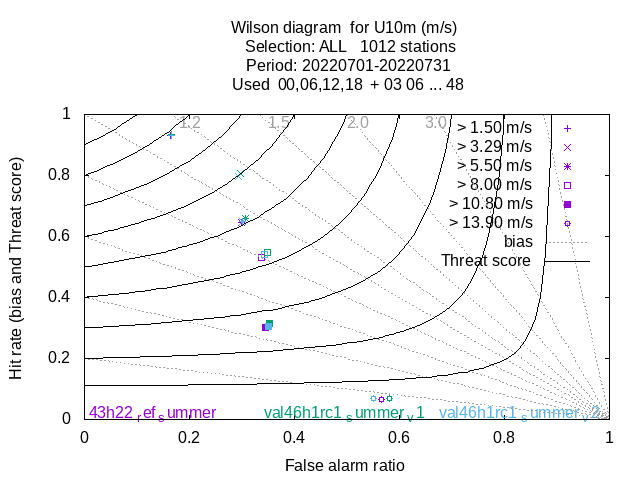 Wilson diagram for U10m (m/s)
Selection: ALL 1012 stations
Period: 20220701-20220731
Used 00,06,12,18 + 03 06 ... 48
Hit rate (bias and Threat score)
1
0.8
0.6
0.4
0.2
0
1.2
1.5
2.0
3.0
> 1.50 m/s
> 3.29 m/s
> 5.50 m/s
> 8.00 m/s
> 10.80 m/s
> 13.90 m/s
bias
Threat score
43h22refsummer
val46h1rc1summerv1
val46h1rc1summerv2
0
0.2
0.4
0.6
0.8
1
False alarm ratio